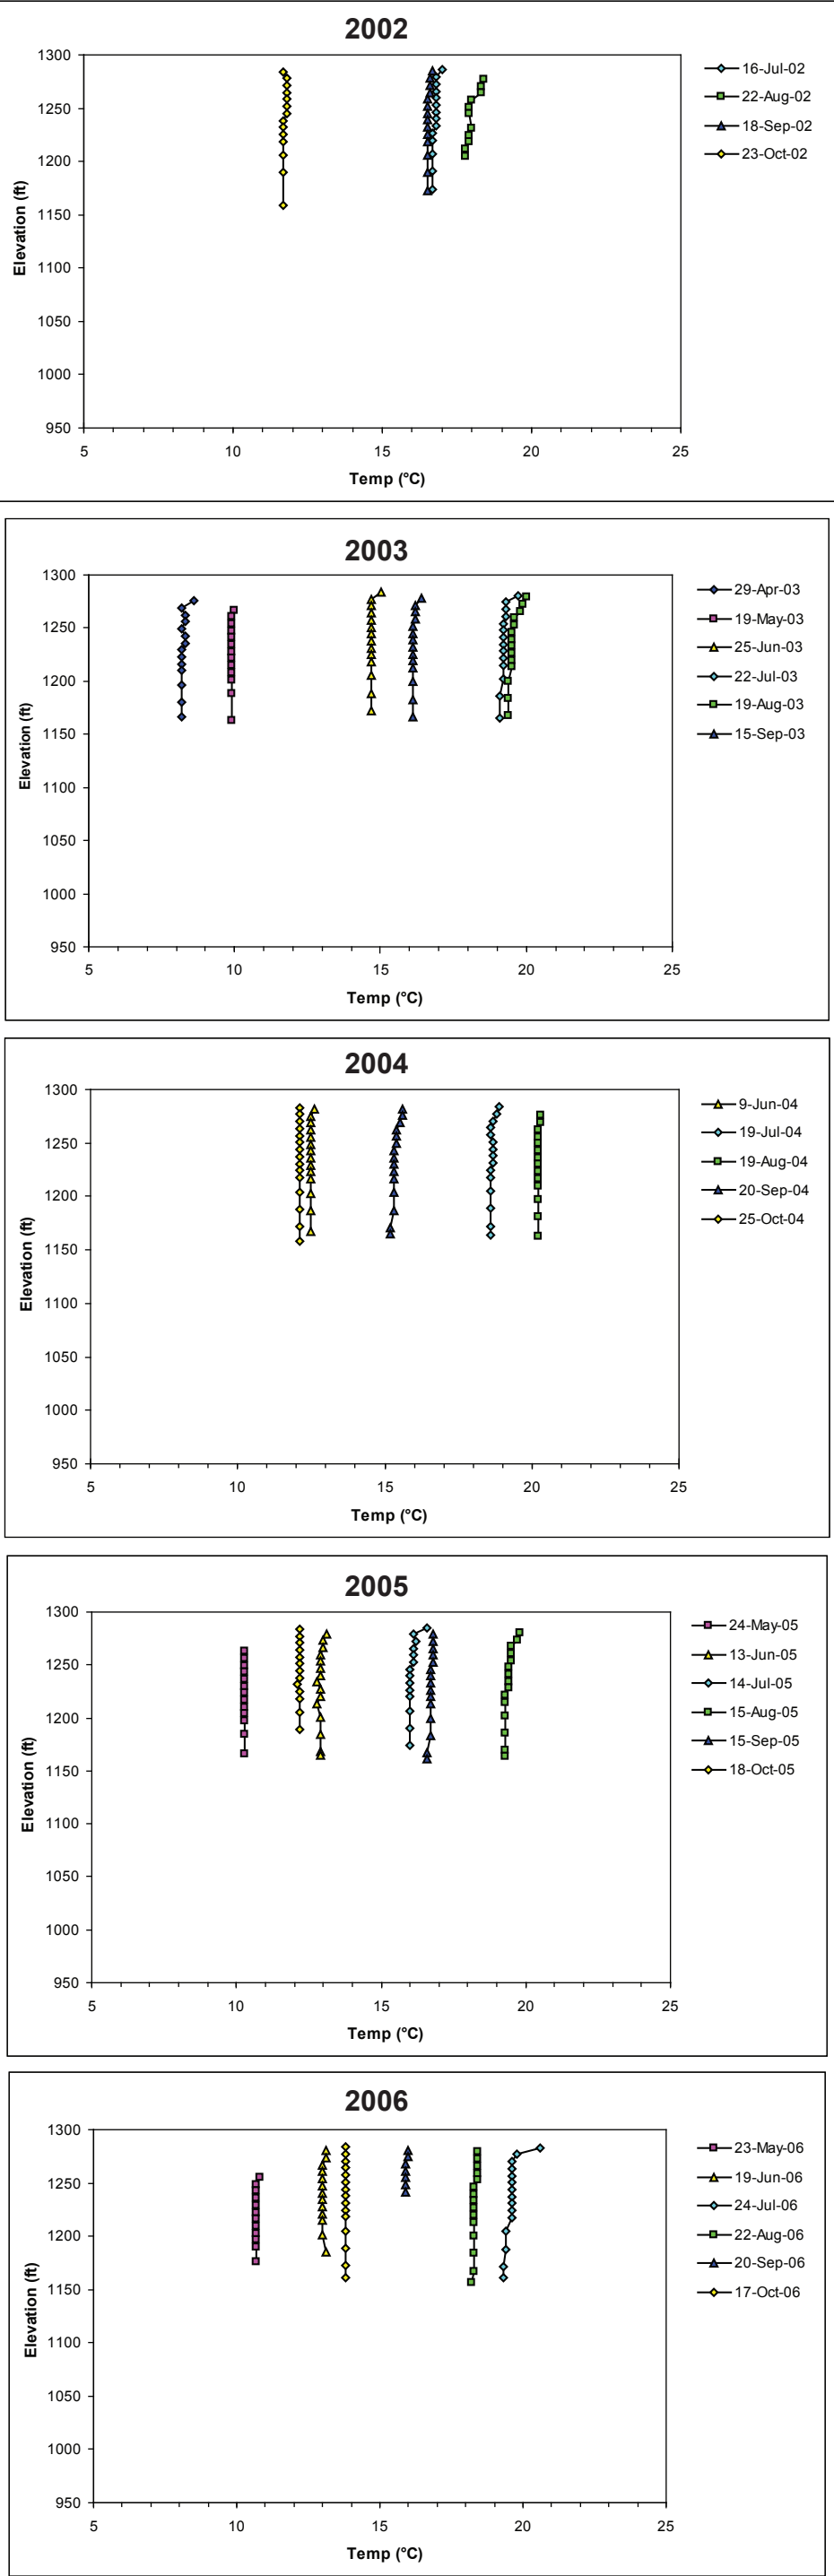 2002
1300
1250
1200
1150
1100
1050
1000
950
Elevation (ft)
5 10 15 20 25
Temp (°C)
16-Jul-02
22-Aug-02
18-Sep-02
23-Oct-02
2003
1300
1250
1200
1150
1100
1050
1000
950
Elevation (ft)
5 10 15 20 25
Temp (°C)
29-Apr-03
19-May-03
25-Jun-03
22-Jul-03
19-Aug-03
15-Sep-03
2004
1300
1250
1200
1150
1100
1050
1000
950
Elevation (ft)
5 10 15 20 25
Temp (°C)
9-Jun-04
19-Jul-04
19-Aug-04
20-Sep-04
25-Oct-04
2005
1300
1250
1200
1150
1100
1050
1000
950
Elevation (ft)
5 10 15 20 25
Temp (°C)
24-May-05
13-Jun-05
14-Jul-05
15-Aug-05
15-Sep-05
18-Oct-05
2006
1300
1250
1200
1150
1100
1050
1000
950
Elevation (ft)
5 10 15 20 25
Temp (°C)
23-May-06
19-Jun-06
24-Jul-06
22-Aug-06
20-Sep-06
17-Oct-06